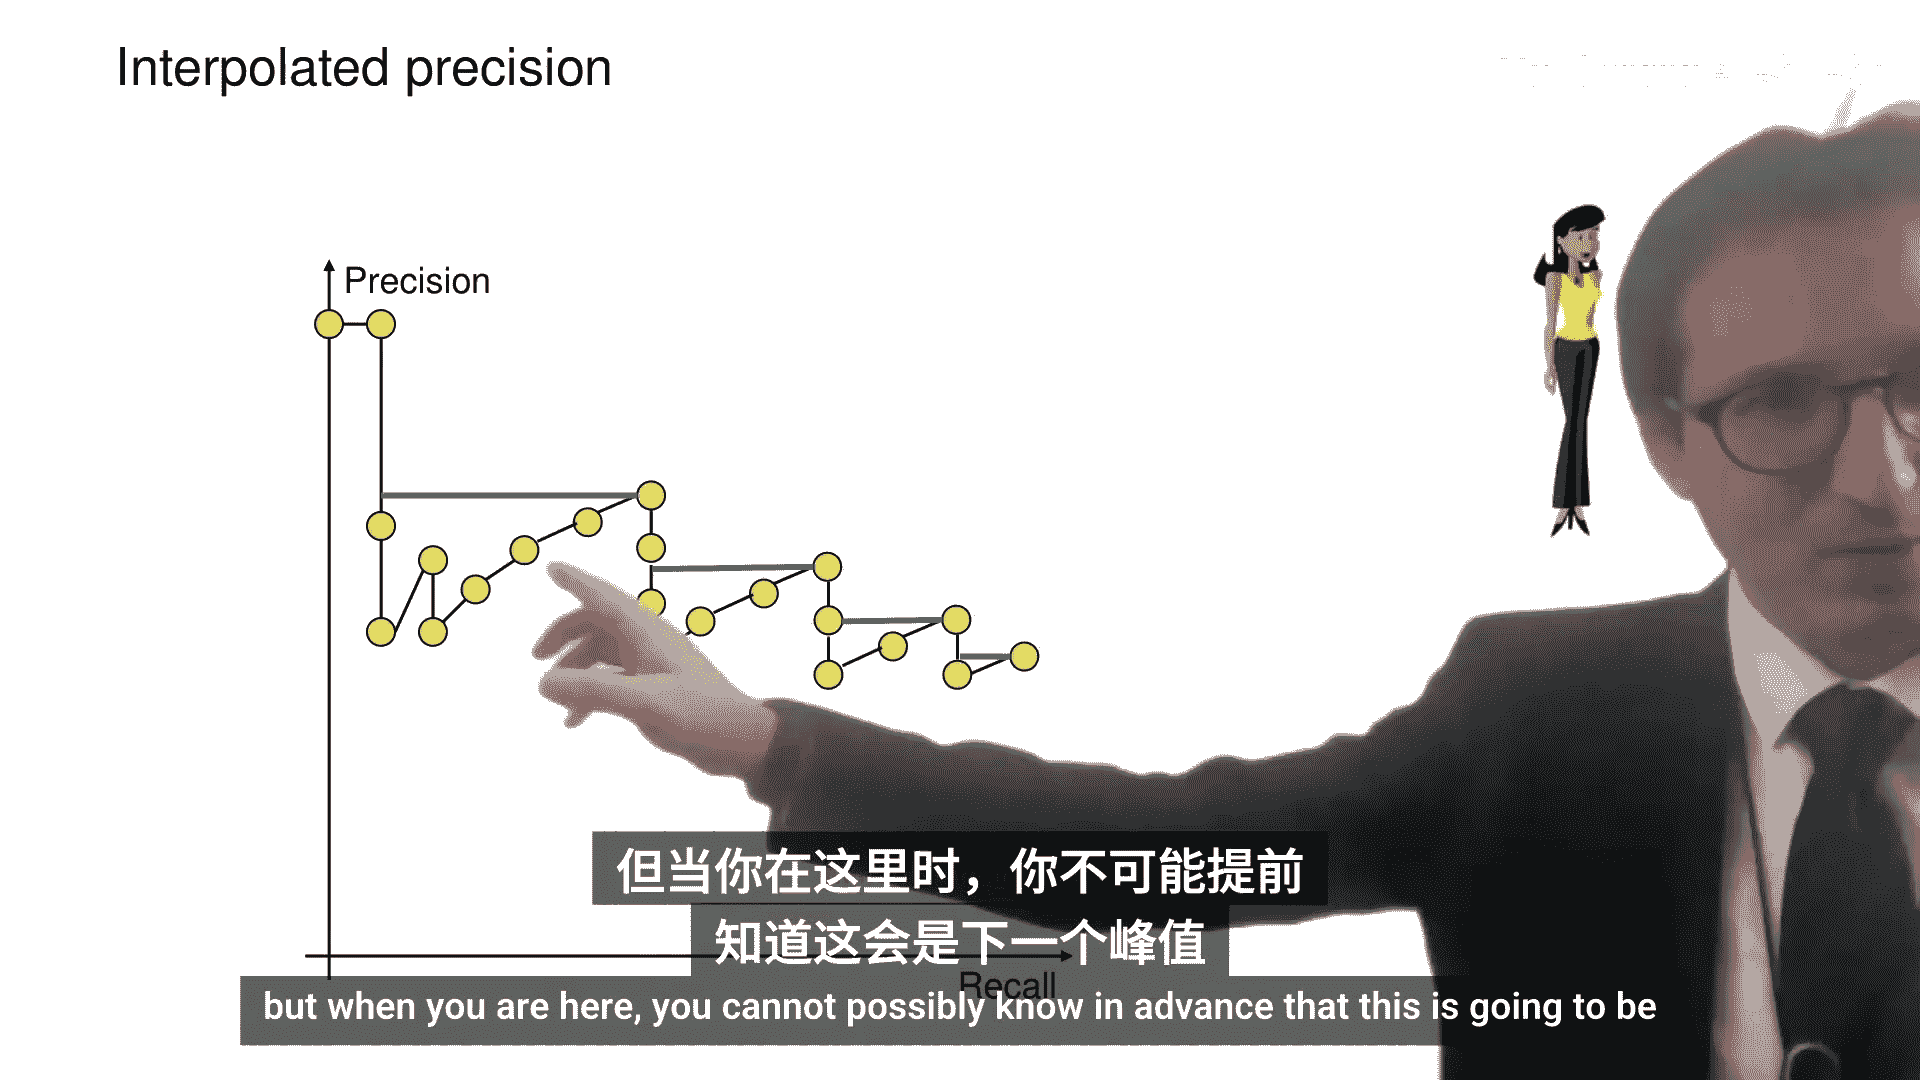 Interpolated precision
Precision
但当你在这里时，你不可能提前
知道这会是下一个峰值
Recall
but when you are here, you cannot possibly know in advance that this is going to be